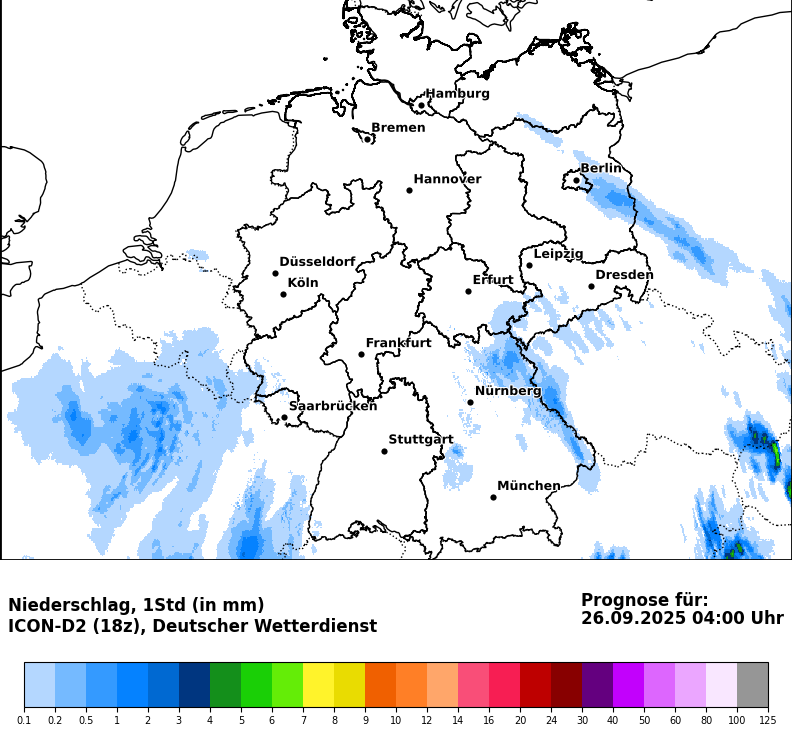 Hamburg
Bremen
Berlin
Hannover
Leipzig
Düsseldorf
Dresden
Köln
Erfurt
Frankfurt
Nürnberg
Saarbrücken
Stuttgart
München
Niederschlag, 1Std (in mm)
ICON-D2 (18z), Deutscher Wetterdienst
Prognose für:
26.09.2025 04:00 Uhr
0.1 0.2 0.5 1 2 3 4 5 6 7 8 9 10 12 14 16 20 24 30 40 50 60 80 100 125